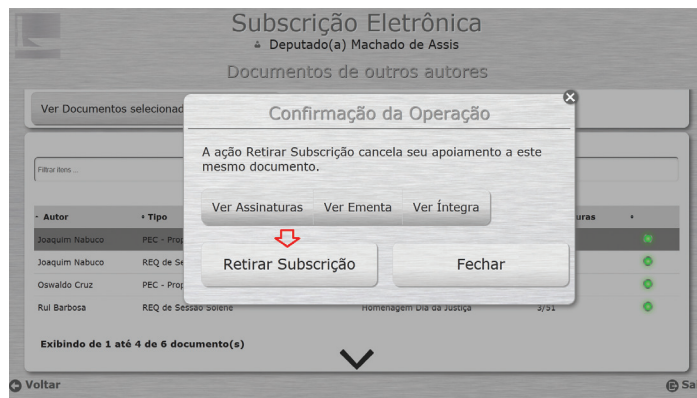 Subscrição Eletrônica
Deputado(a) Machado de Assis
Documentos de outros autores
Ver Documentos selecionad
Confirmação da Operação
A ação Retirar Subscrição cancela seu apoiamento a este
mesmo documento.
Filtrar itens ...
Ver Assinaturas Ver Ementa Ver Íntegra
Autor Tipo uras
Joaquim Nabuco PEC - Prop
Retirar Subscrição Fechar
Joaquim Nabuco REQ de Se
Oswaldo Cruz PEC - Prop
Rui Barbosa REQ de Sessão Solene Homenagem Dia da Justiça 3/51
Exibindo de 1 até 4 de 6 documento(s)
Voltar Sa